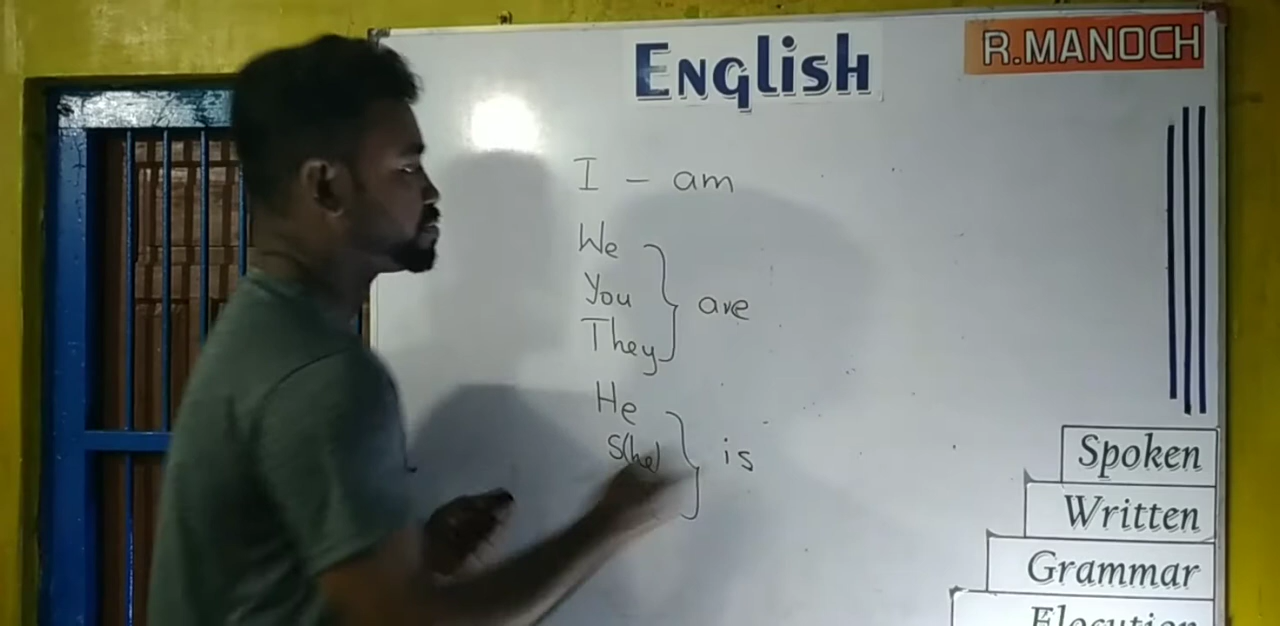 English
R.MANOCH
I – am
We
You
They
are
He
S(he)
is
Spoken
Written
Grammar
Elocution